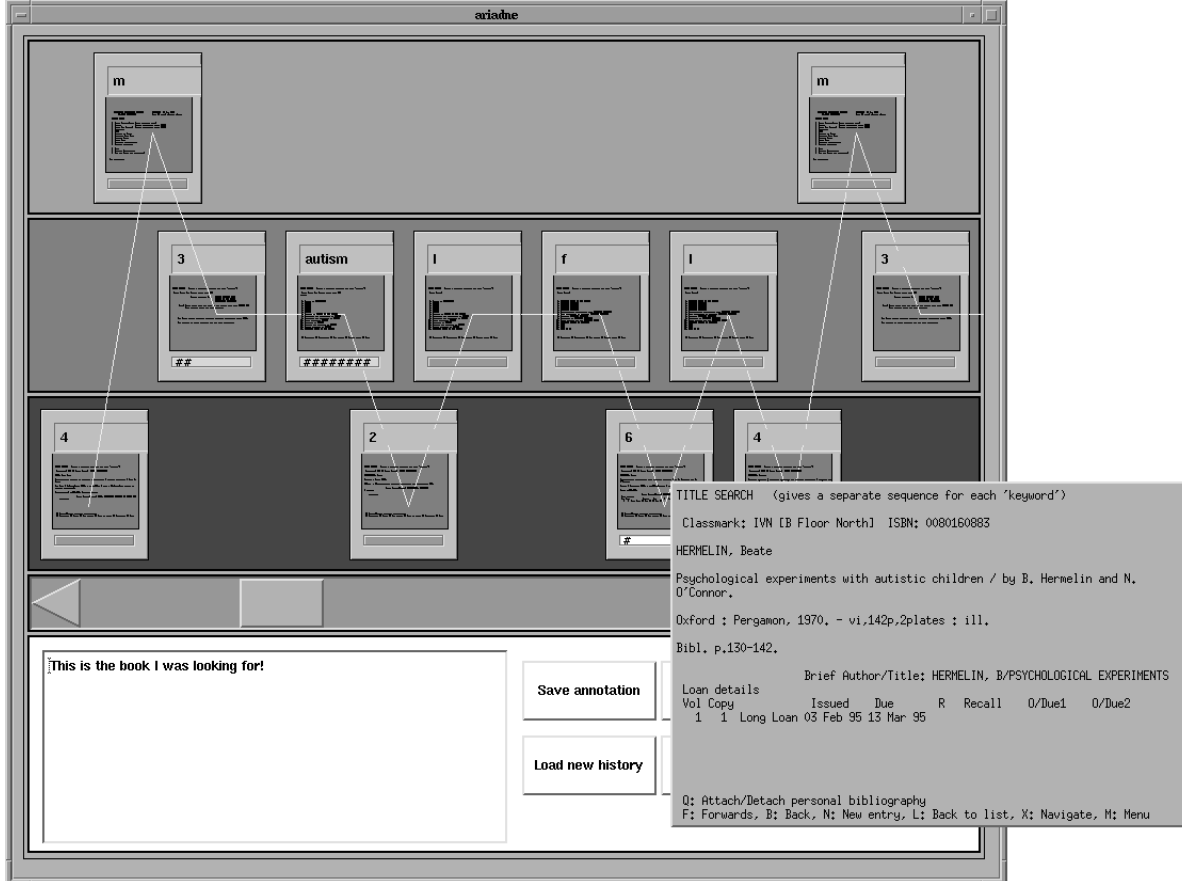 ariadne
m
m
3
autism
l
f
l
3
##
########
4
2
6
4
#
TITLE SEARCH (gives a separate sequence for each 'keyword')
Classmark: IVN [B Floor North] ISBN: 0080160883
HERMELIN, Beate
Psychological experiments with autistic children / by B. Hermelin and N.
O'Connor.
Oxford : Pergamon, 1970. - vi,142p,2plates : ill.
Bibl. p.130-142.
Brief Author/Title: HERMELIN, B/PSYCHOLOGICAL EXPERIMENTS
Loan details
Vol Copy Issued Due R Recall O/Due1 O/Due2
1 1 Long Loan 03 Feb 95 13 Mar 95
Q: Attach/Detach personal bibliography
F: Forwards, B: Back, N: New entry, L: Back to list, X: Navigate, M: Menu
This is the book I was looking for!
Save annotation
Load new history